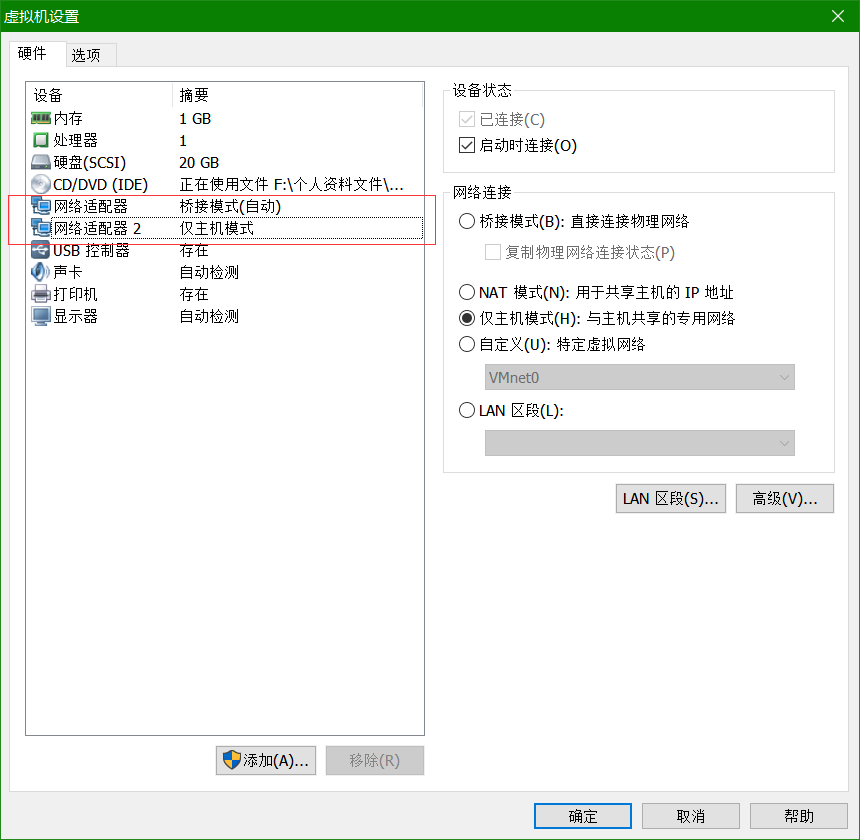 虚拟机设置
硬件 选项
设备 摘要
内存 1 GB
处理器 1
硬盘(SCSI) 20 GB
CD/DVD (IDE) 正在使用文件 F:\个人资料文件\...
网络适配器 桥接模式(自动)
网络适配器 2 仅主机模式
USB 控制器 存在
声卡 自动检测
打印机 存在
显示器 自动检测
添加(A)... 移除(R)
设备状态
已连接(C)
启动时连接(O)
网络连接
桥接模式(B): 直接连接物理网络
复制物理网络连接状态(P)
NAT 模式(N): 用于共享主机的 IP 地址
仅主机模式(H): 与主机共享的专用网络
自定义(U): 特定虚拟网络
VMnet0
LAN 区段(L):
LAN 区段(S)... 高级(V)...
确定 取消 帮助